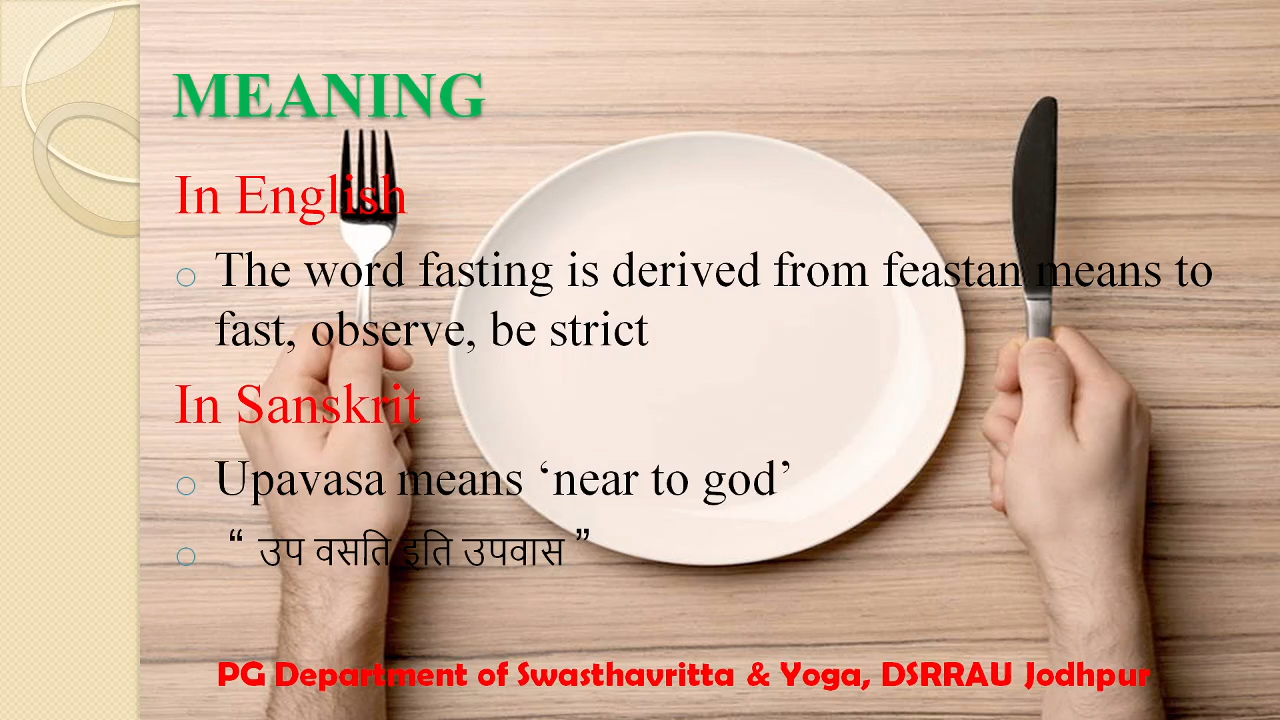 MEANING
In English
The word fasting is derived from feastan means to
fast, observe, be strict
In Sanskrit
Upavasa means ‘near to god’
“ उप वसति इति उपवास ”
PG Department of Swasthavritta & Yoga, DSRRAU Jodhpur